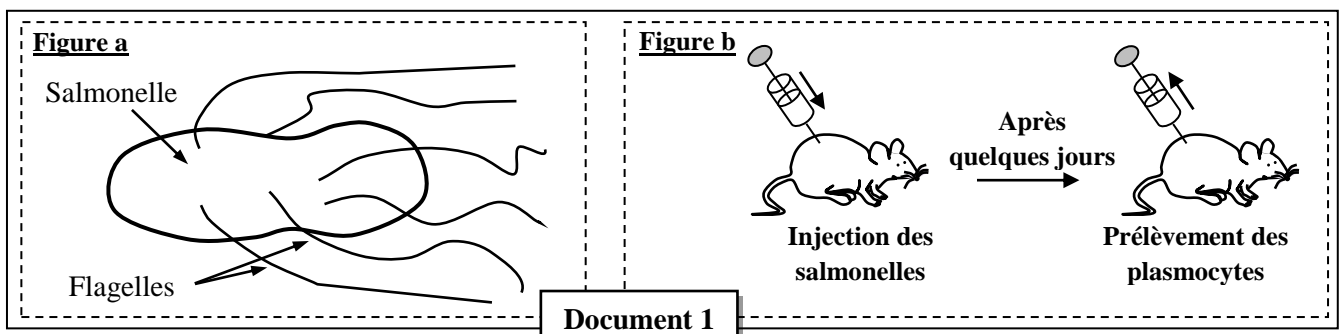 Figure a
Salmonelle
Flagelles
Figure b
Après
quelques jours
Injection des
salmonelles
Prélèvement des
plasmocytes
Document 1